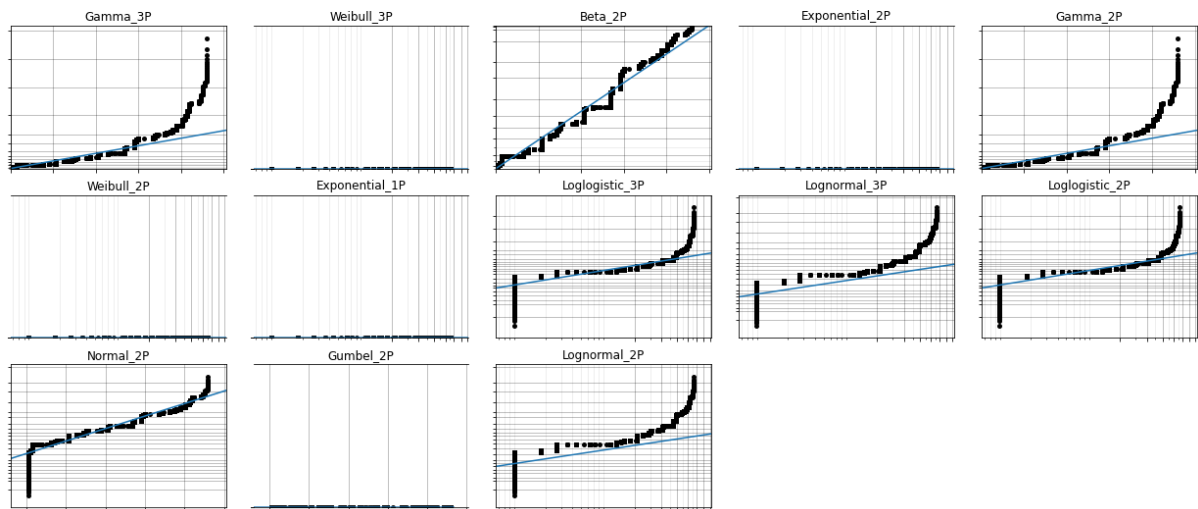 Gamma_3P
Weibull_3P
Beta_2P
Exponential_2P
Gamma_2P
Weibull_2P
Exponential_1P
Loglogistic_3P
Lognormal_3P
Loglogistic_2P
Normal_2P
Gumbel_2P
Lognormal_2P